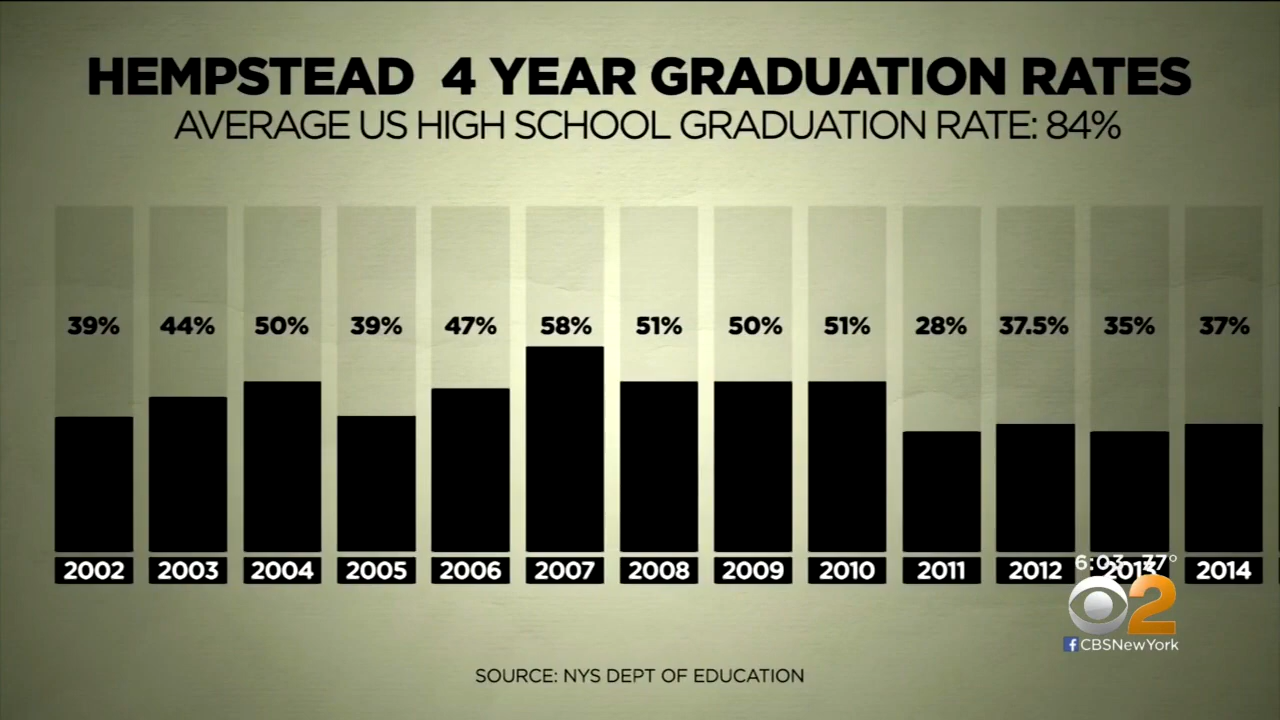 HEMPSTEAD 4 YEAR GRADUATION RATES
AVERAGE US HIGH SCHOOL GRADUATION RATE: 84%
39% 44% 50% 39% 47% 58% 51% 50% 51% 28% 37.5% 35% 37%
2002 2003 2004 2005 2006 2007 2008 2009 2010 2011 2012 2013 2014
6:03 77°
2
f CBSNewYork
SOURCE: NYS DEPT OF EDUCATION